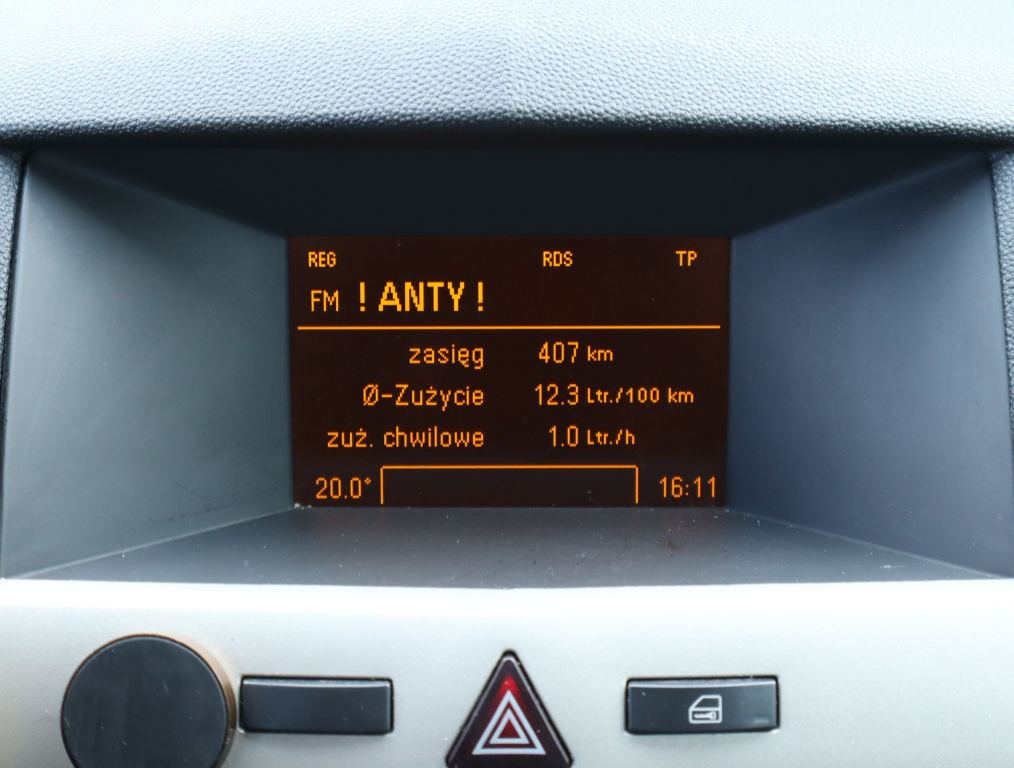 REG RDS TP
FM ! ANTY !
zasięg 407 km
Ø-Zużycie 12.3 Ltr./100 km
zuż. chwilowe 1.0 Ltr./h
20.0° 16:11